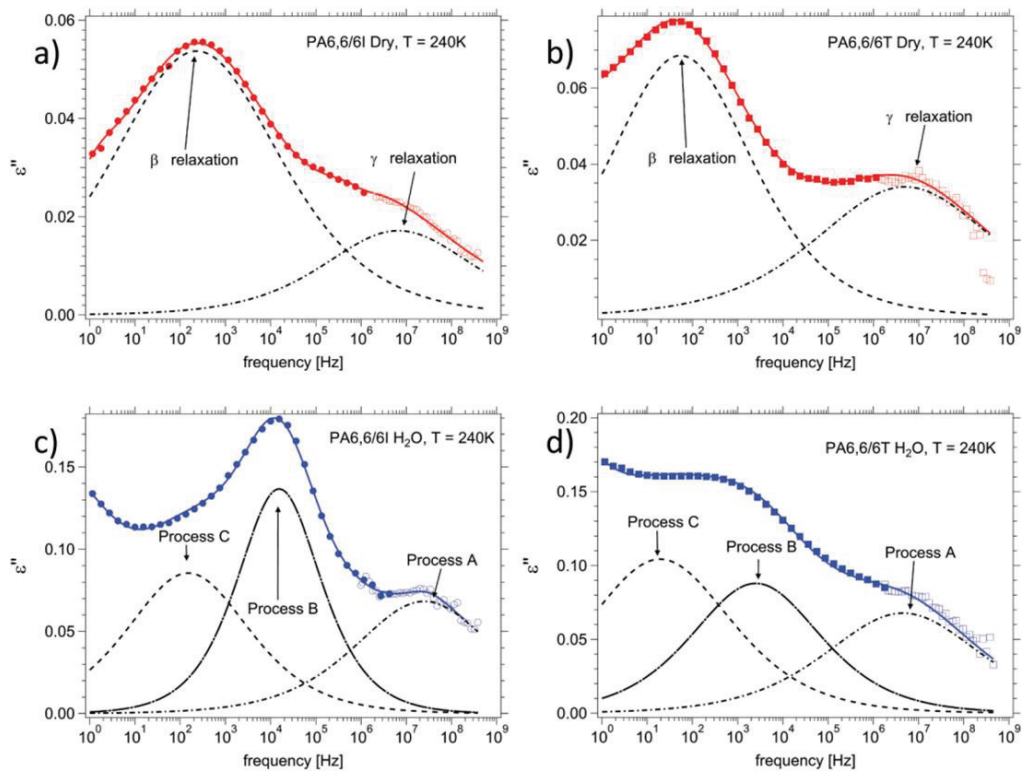 a)
PA6,6/6I Dry, T = 240K
0.06
0.04
0.02
0.00
ε''
β relaxation
γ relaxation
10⁰ 10¹ 10² 10³ 10⁴ 10⁵ 10⁶ 10⁷ 10⁸ 10⁹
frequency [Hz]
b)
PA6,6/6T Dry, T = 240K
0.06
0.04
0.02
ε''
β relaxation
γ relaxation
10⁰ 10¹ 10² 10³ 10⁴ 10⁵ 10⁶ 10⁷ 10⁸ 10⁹
frequency [Hz]
c)
PA6,6/6I H₂O, T = 240K
0.15
0.10
0.05
0.00
ε''
Process C
Process B
Process A
10⁰ 10¹ 10² 10³ 10⁴ 10⁵ 10⁶ 10⁷ 10⁸ 10⁹
frequency [Hz]
d)
PA6,6/6T H₂O, T = 240K
0.20
0.15
0.10
0.05
0.00
ε''
Process C
Process B
Process A
10⁰ 10¹ 10² 10³ 10⁴ 10⁵ 10⁶ 10⁷ 10⁸ 10⁹
frequency [Hz]